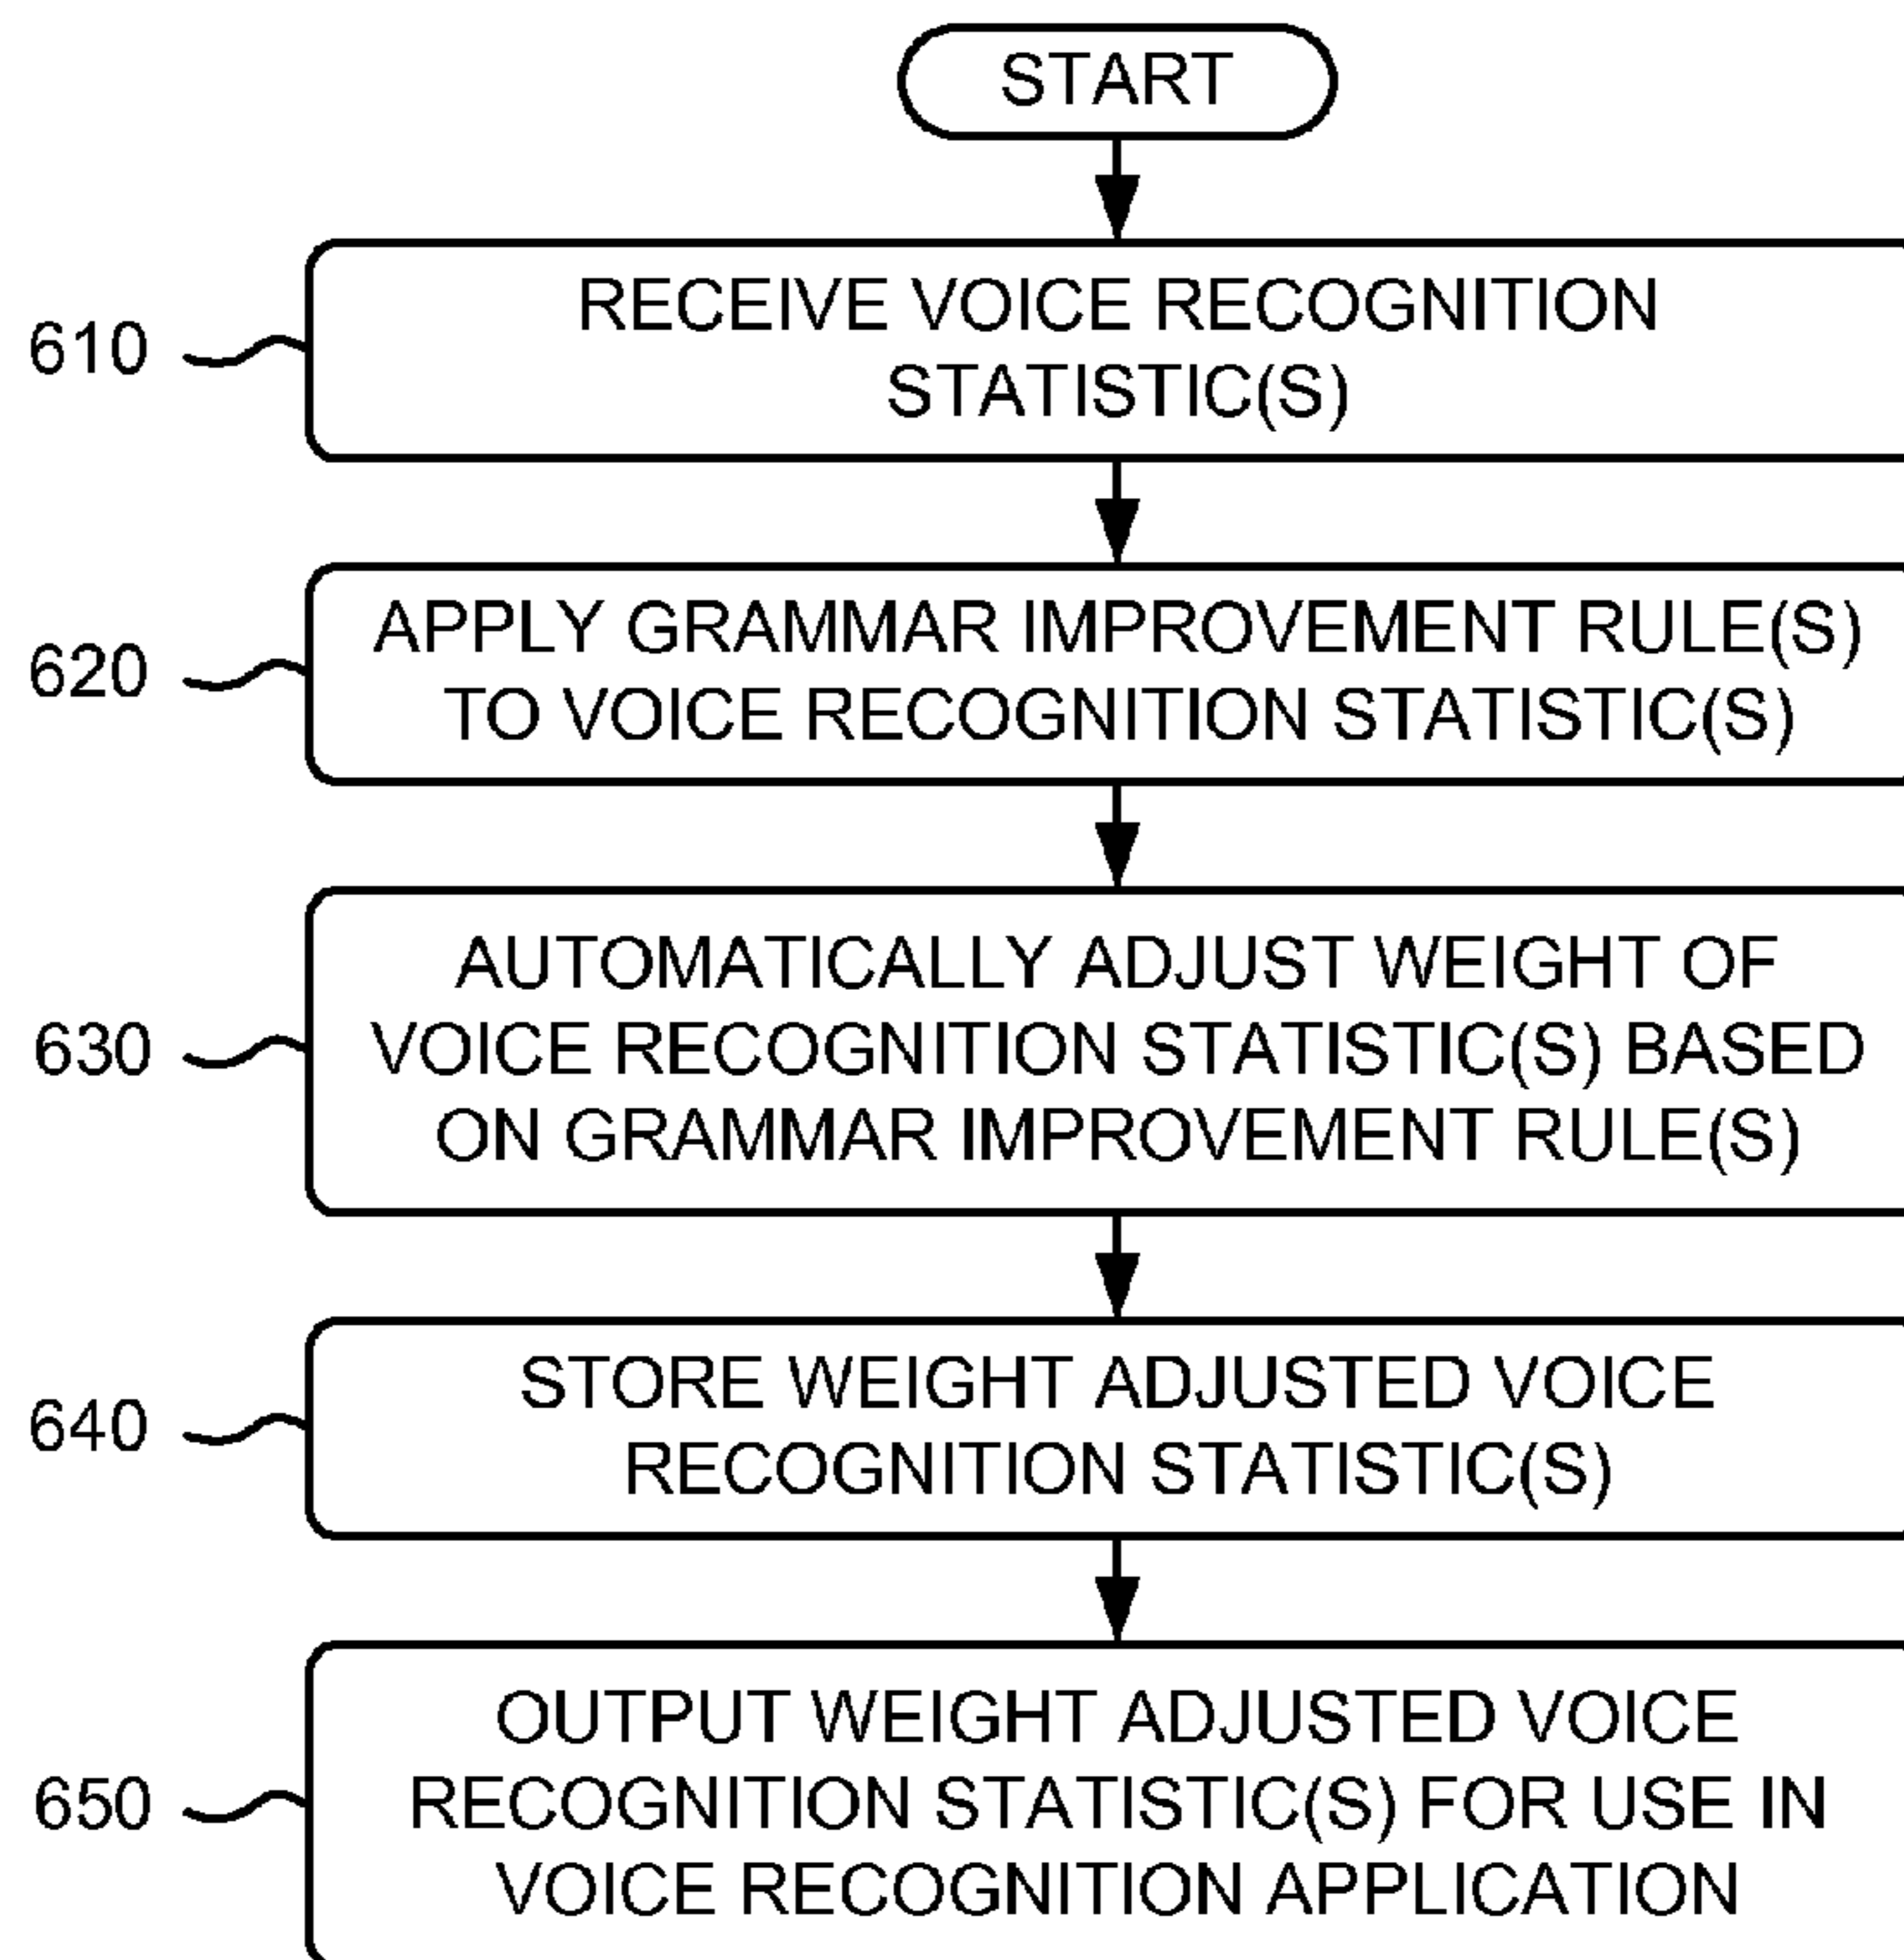 START
610
RECEIVE VOICE RECOGNITION
STATISTIC(S)
620
APPLY GRAMMAR IMPROVEMENT RULE(S)
TO VOICE RECOGNITION STATISTIC(S)
630
AUTOMATICALLY ADJUST WEIGHT OF
VOICE RECOGNITION STATISTIC(S) BASED
ON GRAMMAR IMPROVEMENT RULE(S)
640
STORE WEIGHT ADJUSTED VOICE
RECOGNITION STATISTIC(S)
650
OUTPUT WEIGHT ADJUSTED VOICE
RECOGNITION STATISTIC(S) FOR USE IN
VOICE RECOGNITION APPLICATION